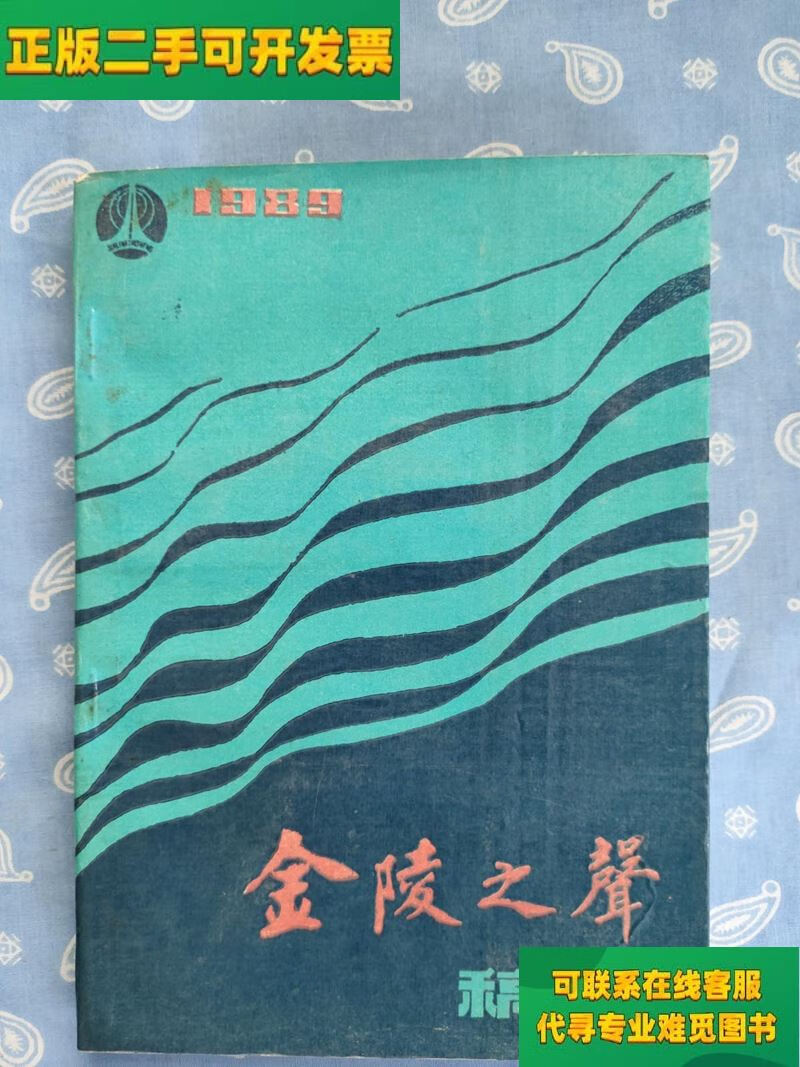 正版二手可开发票
1989
金陵之聲
稿
可联系在线客服
代寻专业难觅图书